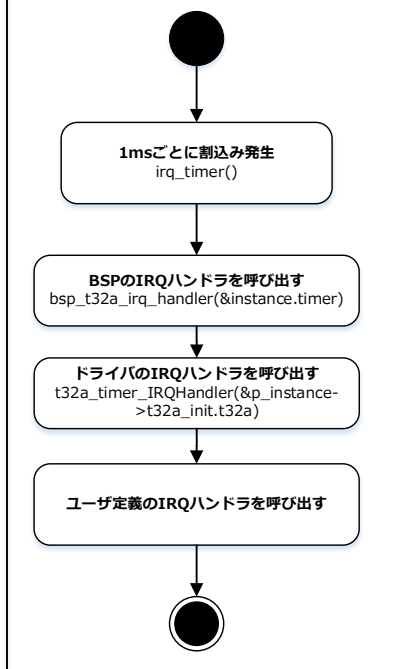 1msごとに割込み発生
irq_timer()
BSPのIRQハンドラを呼び出す
bsp_t32a_irq_handler(&instance.timer)
ドライバのIRQハンドラを呼び出す
t32a_timer_IRQHandler(&p_instance-
>t32a_init.t32a)
ユーザ定義のIRQハンドラを呼び出す